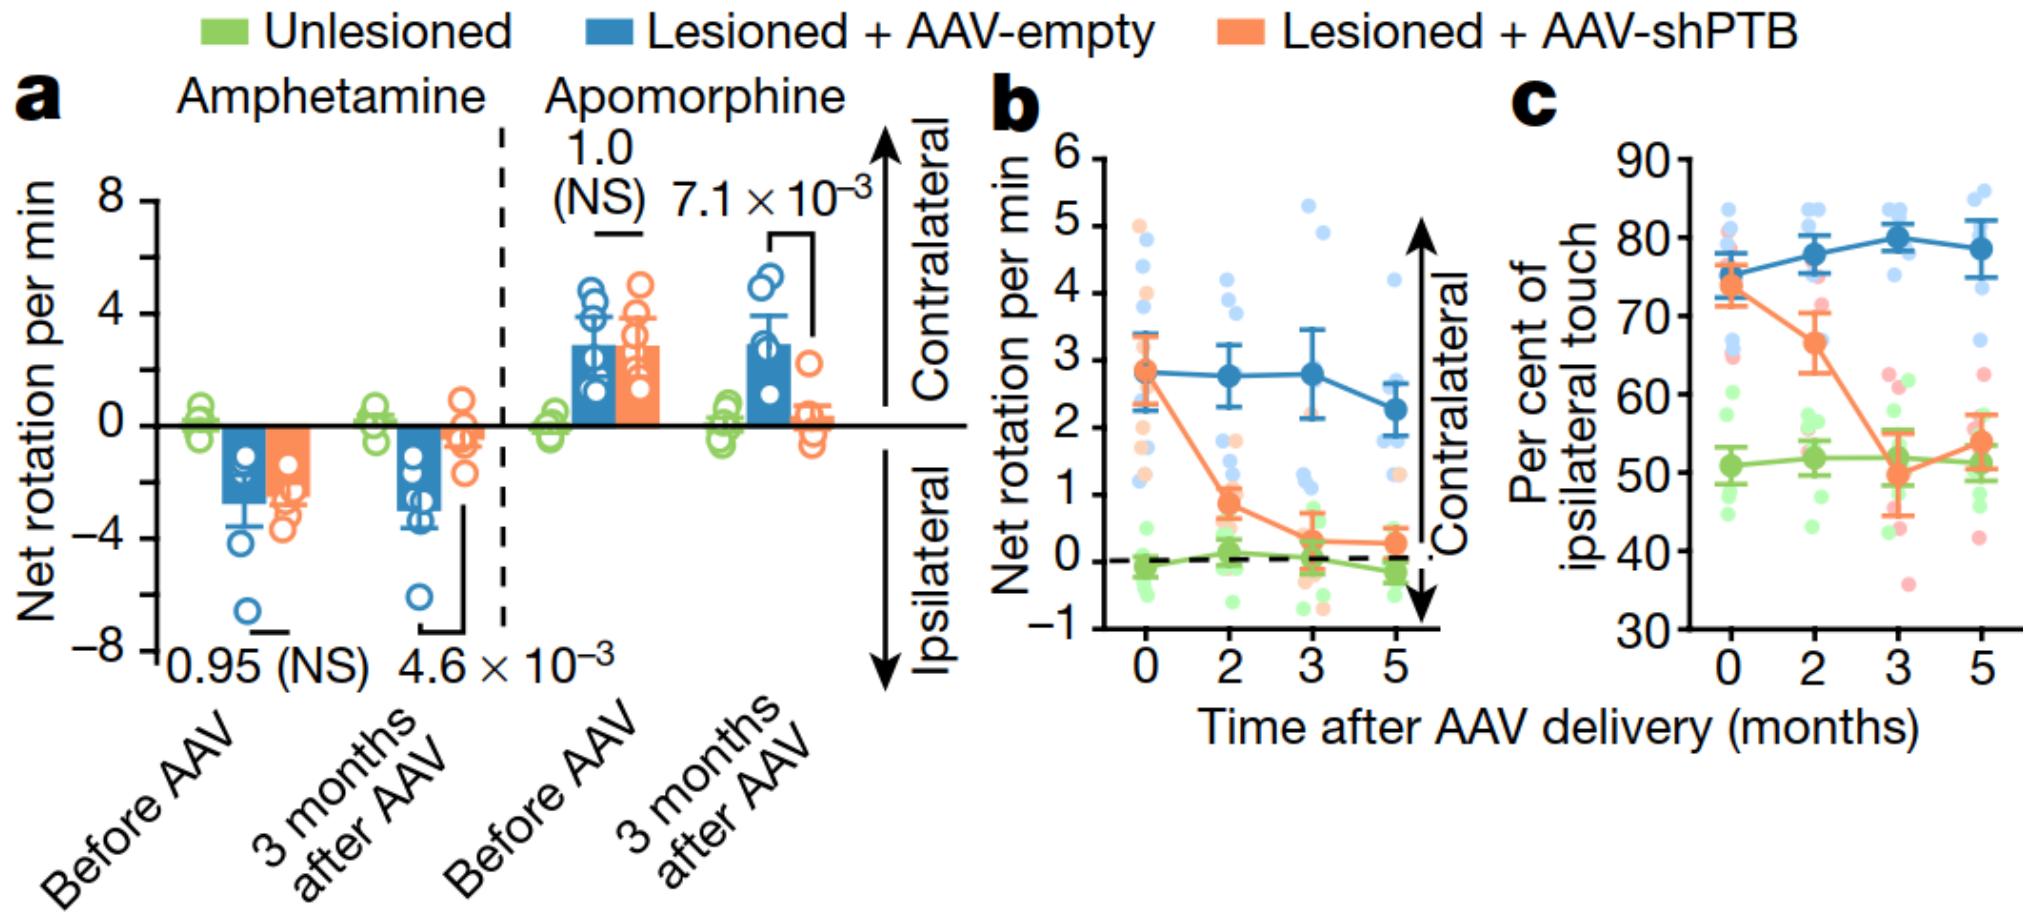 Unlesioned Lesioned + AAV-empty Lesioned + AAV-shPTB
a
Amphetamine Apomorphine
Net rotation per min
8
4
0
−4
−8
1.0
(NS)
7.1 × 10⁻³
0.95 (NS)
4.6 × 10⁻³
Contralateral
Ipsilateral
Before AAV
3 months
after AAV
Before AAV
3 months
after AAV
b
Net rotation per min
6
5
4
3
2
1
0
−1
Contralateral
0 2 3 5
c
Per cent of
ipsilateral touch
90
80
70
60
50
40
30
0 2 3 5
Time after AAV delivery (months)